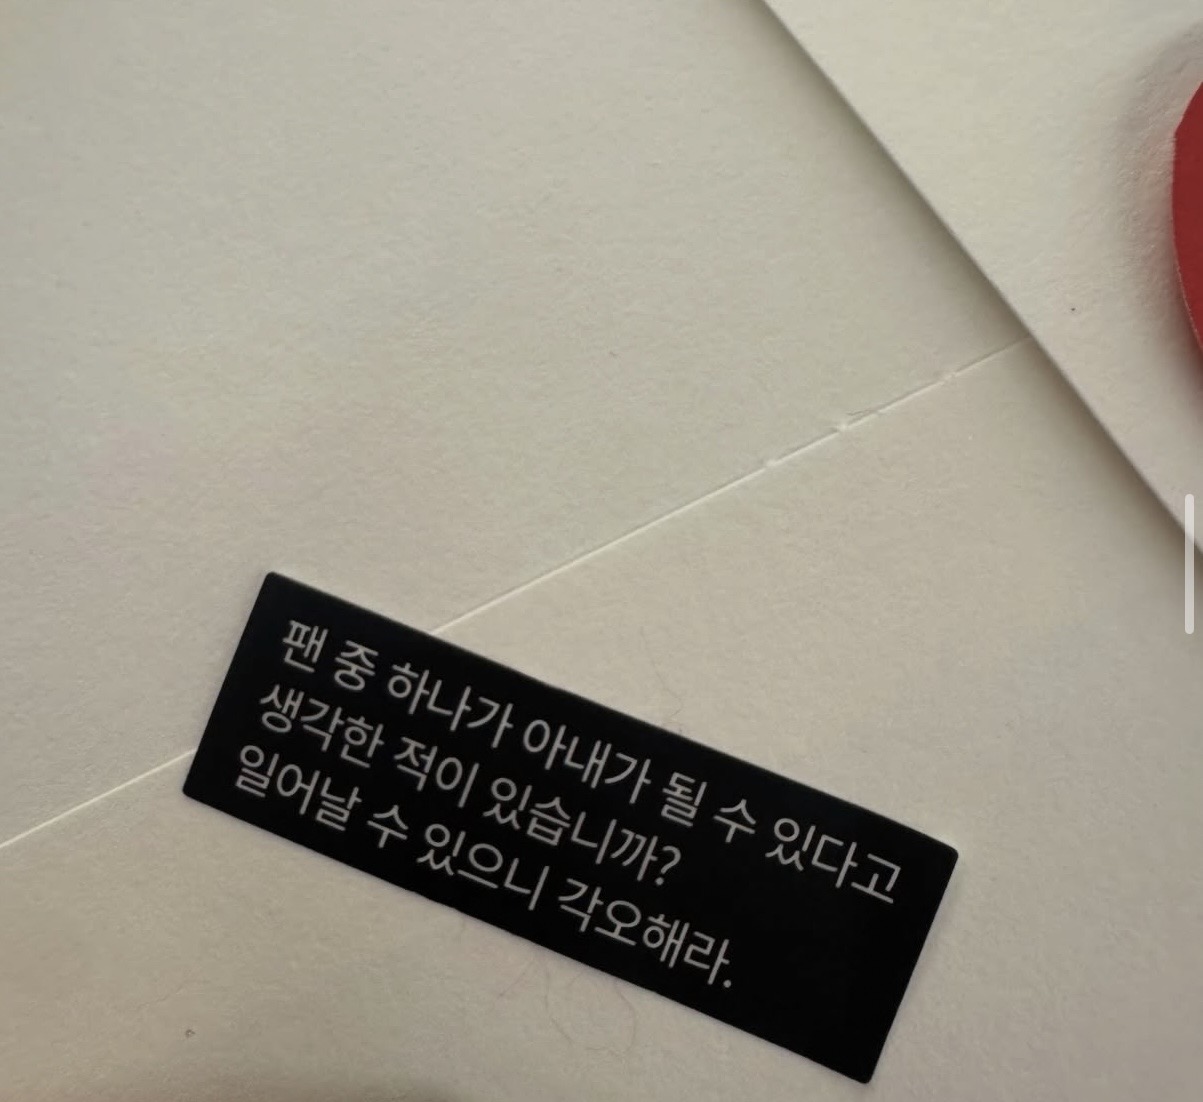 팬 중 하나가 아내가 될 수 있다고
생각한 적이 있습니까?
일어날 수 있으니 각오해라.